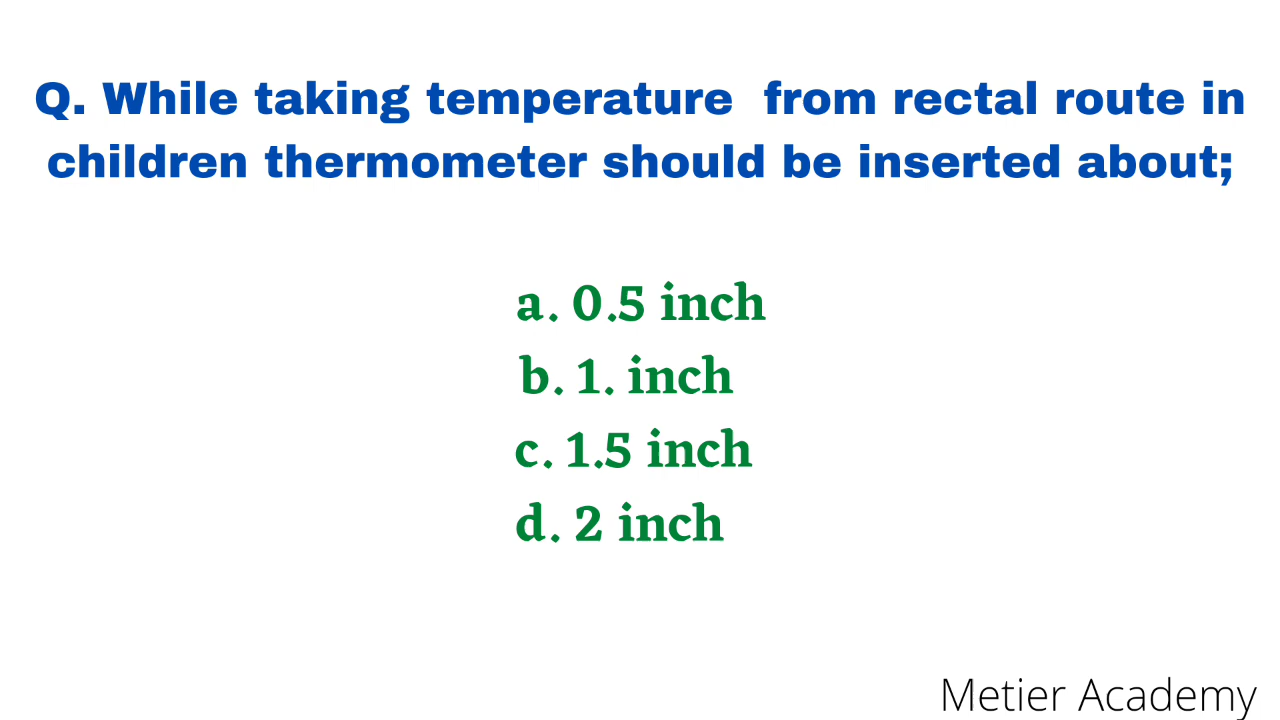 Q. While taking temperature  from rectal route in
children thermometer should be inserted about;
a. 0.5 inch
b. 1. inch
c. 1.5 inch
d. 2 inch
Metier Academy